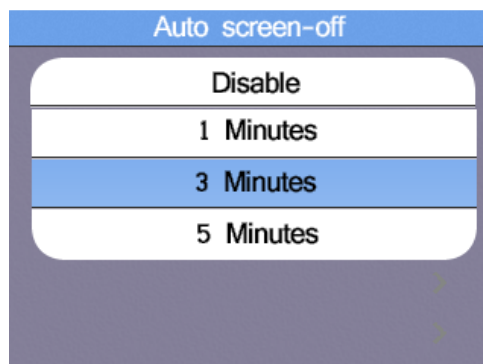 Auto screen-off
Disable
1 Minutes
3 Minutes
5 Minutes